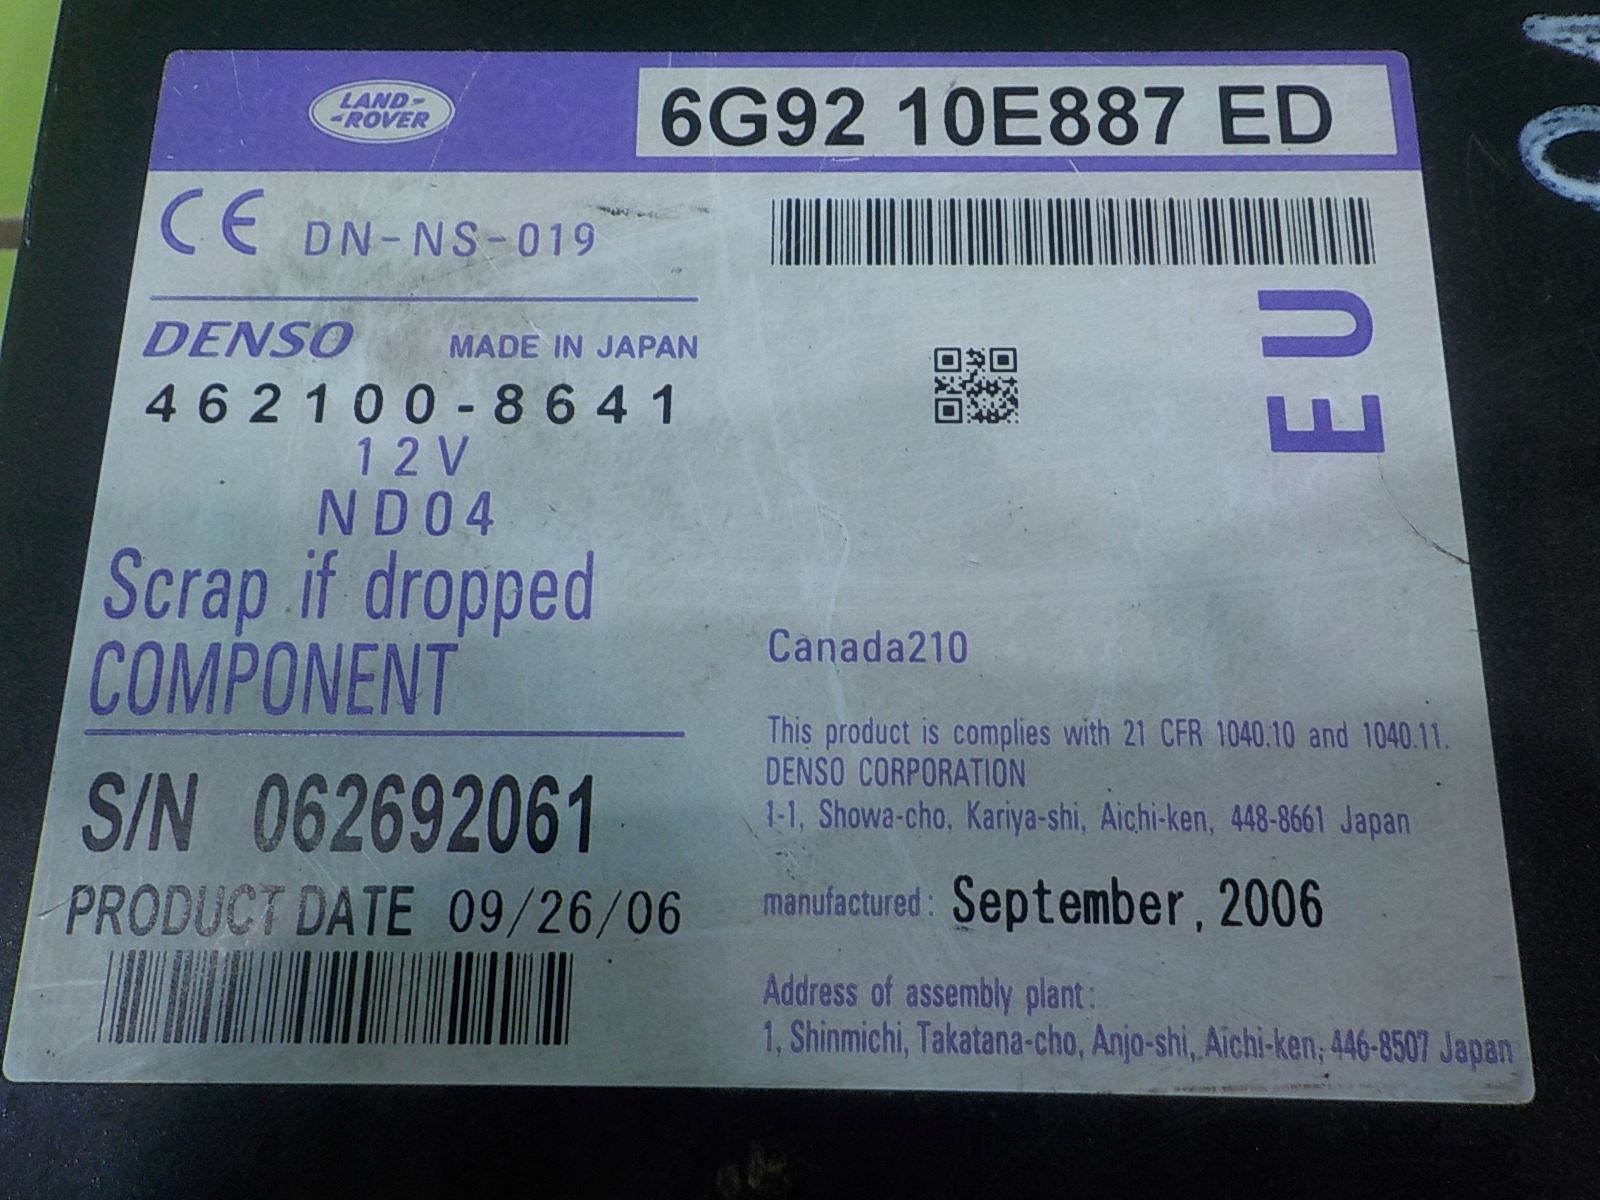 LAND-
-ROVER
6G92 10E887 ED
CE DN-NS-019
DENSO MADE IN JAPAN
462100-8641
12V
ND04
Scrap if dropped
COMPONENT
S/N 062692061
PRODUCT DATE 09/26/06
EU
Canada210
This product is complies with 21 CFR 1040.10 and 1040.11.
DENSO CORPORATION
1-1, Showa-cho, Kariya-shi, Aichi-ken, 448-8661 Japan
manufactured: September, 2006
Address of assembly plant:
1, Shinmichi, Takatana-cho, Anjo-shi, Aichi-ken, 446-8507 Japan